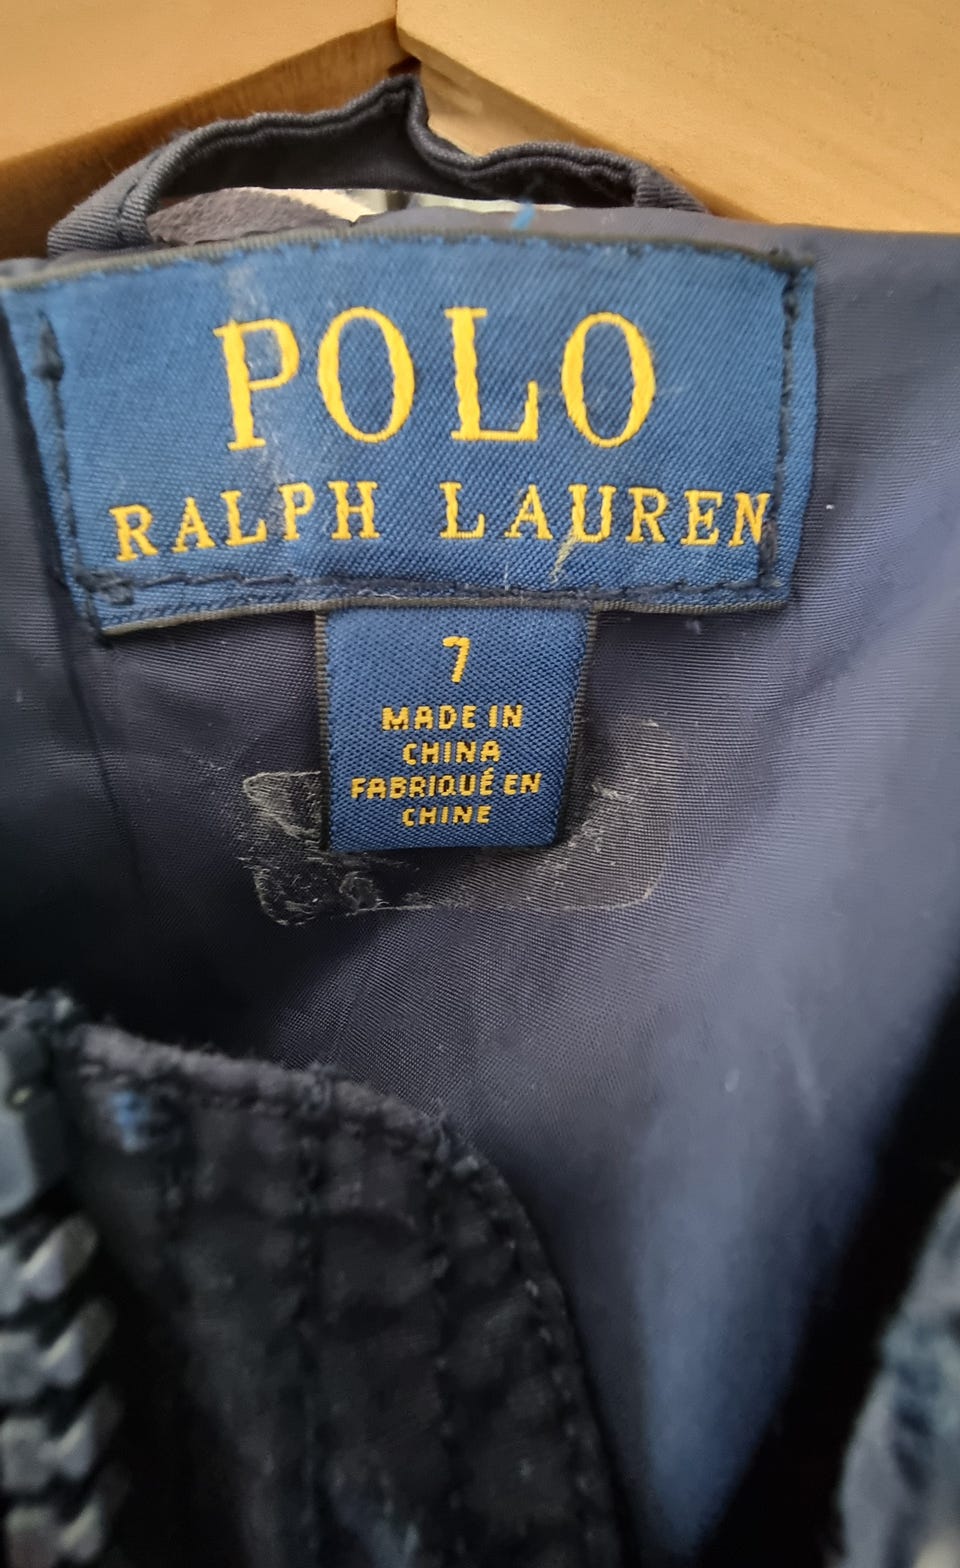 POLO
RALPH LAUREN
7
MADE IN
CHINA
FABRIQUÉ EN
CHINE